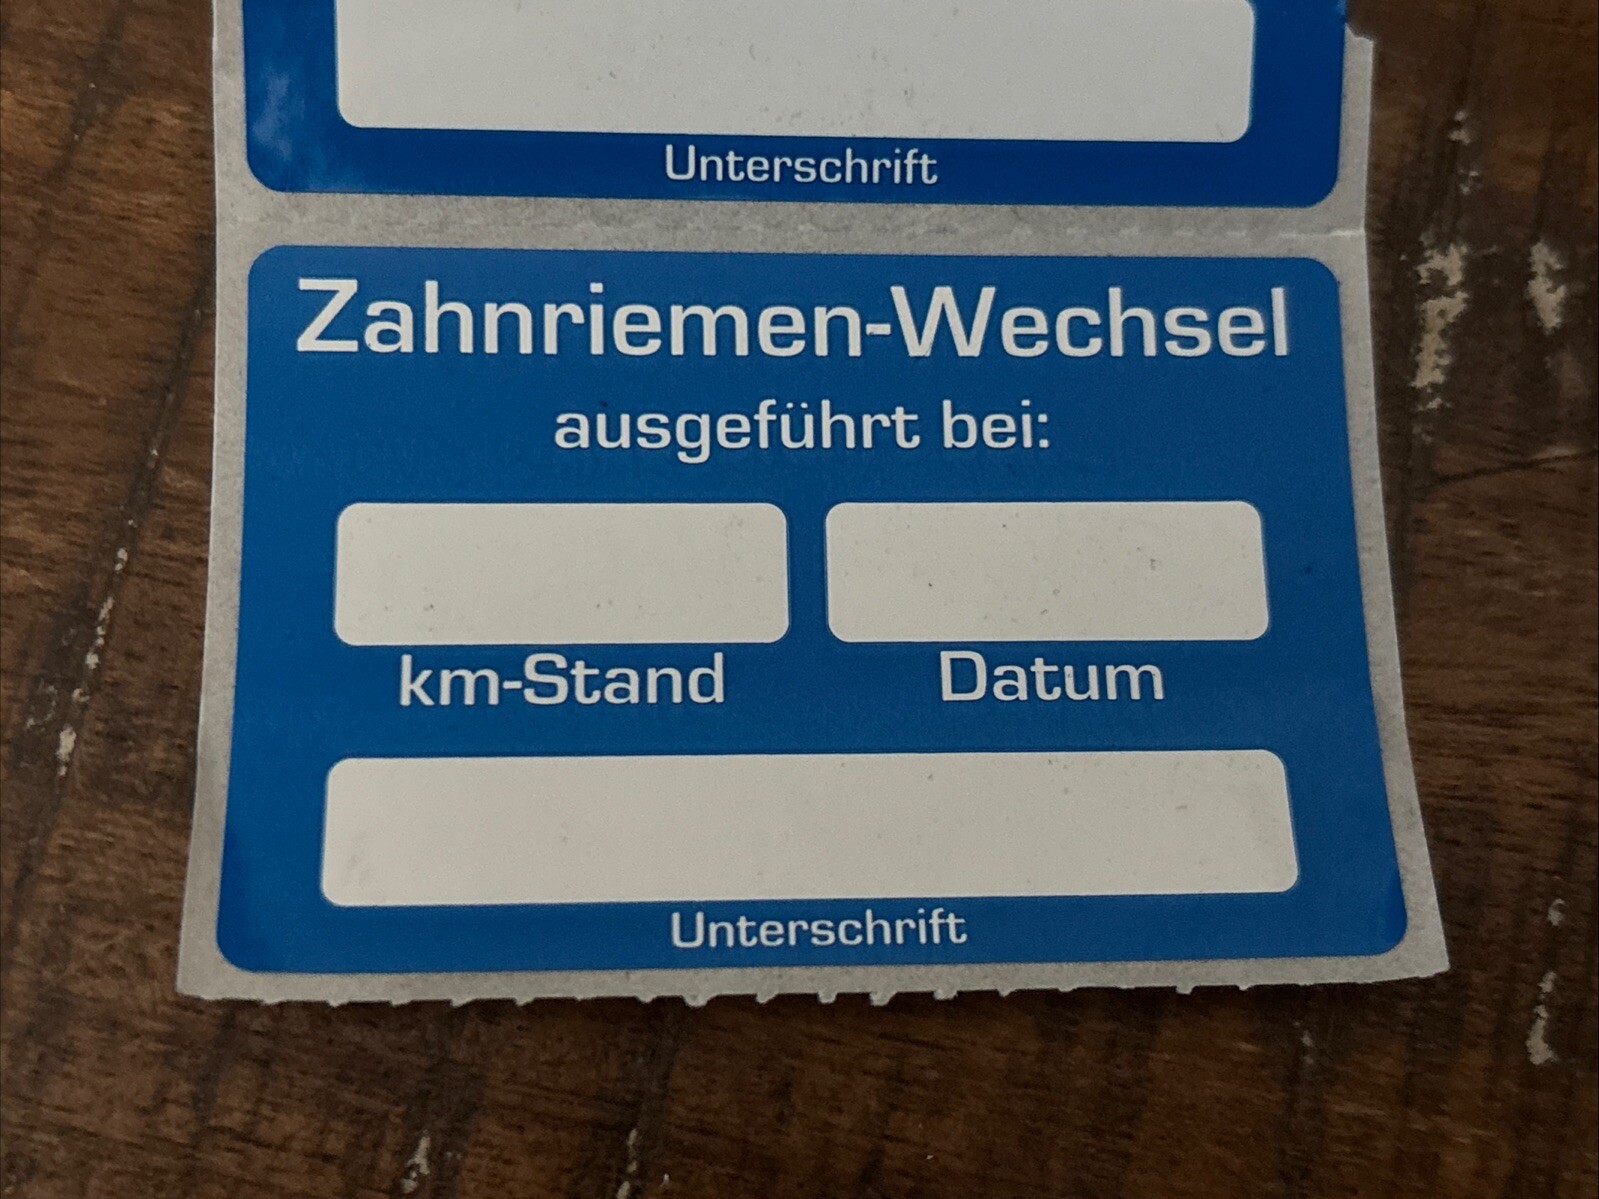 Unterschrift
Zahnriemen-Wechsel
ausgeführt bei:
km-Stand Datum
Unterschrift